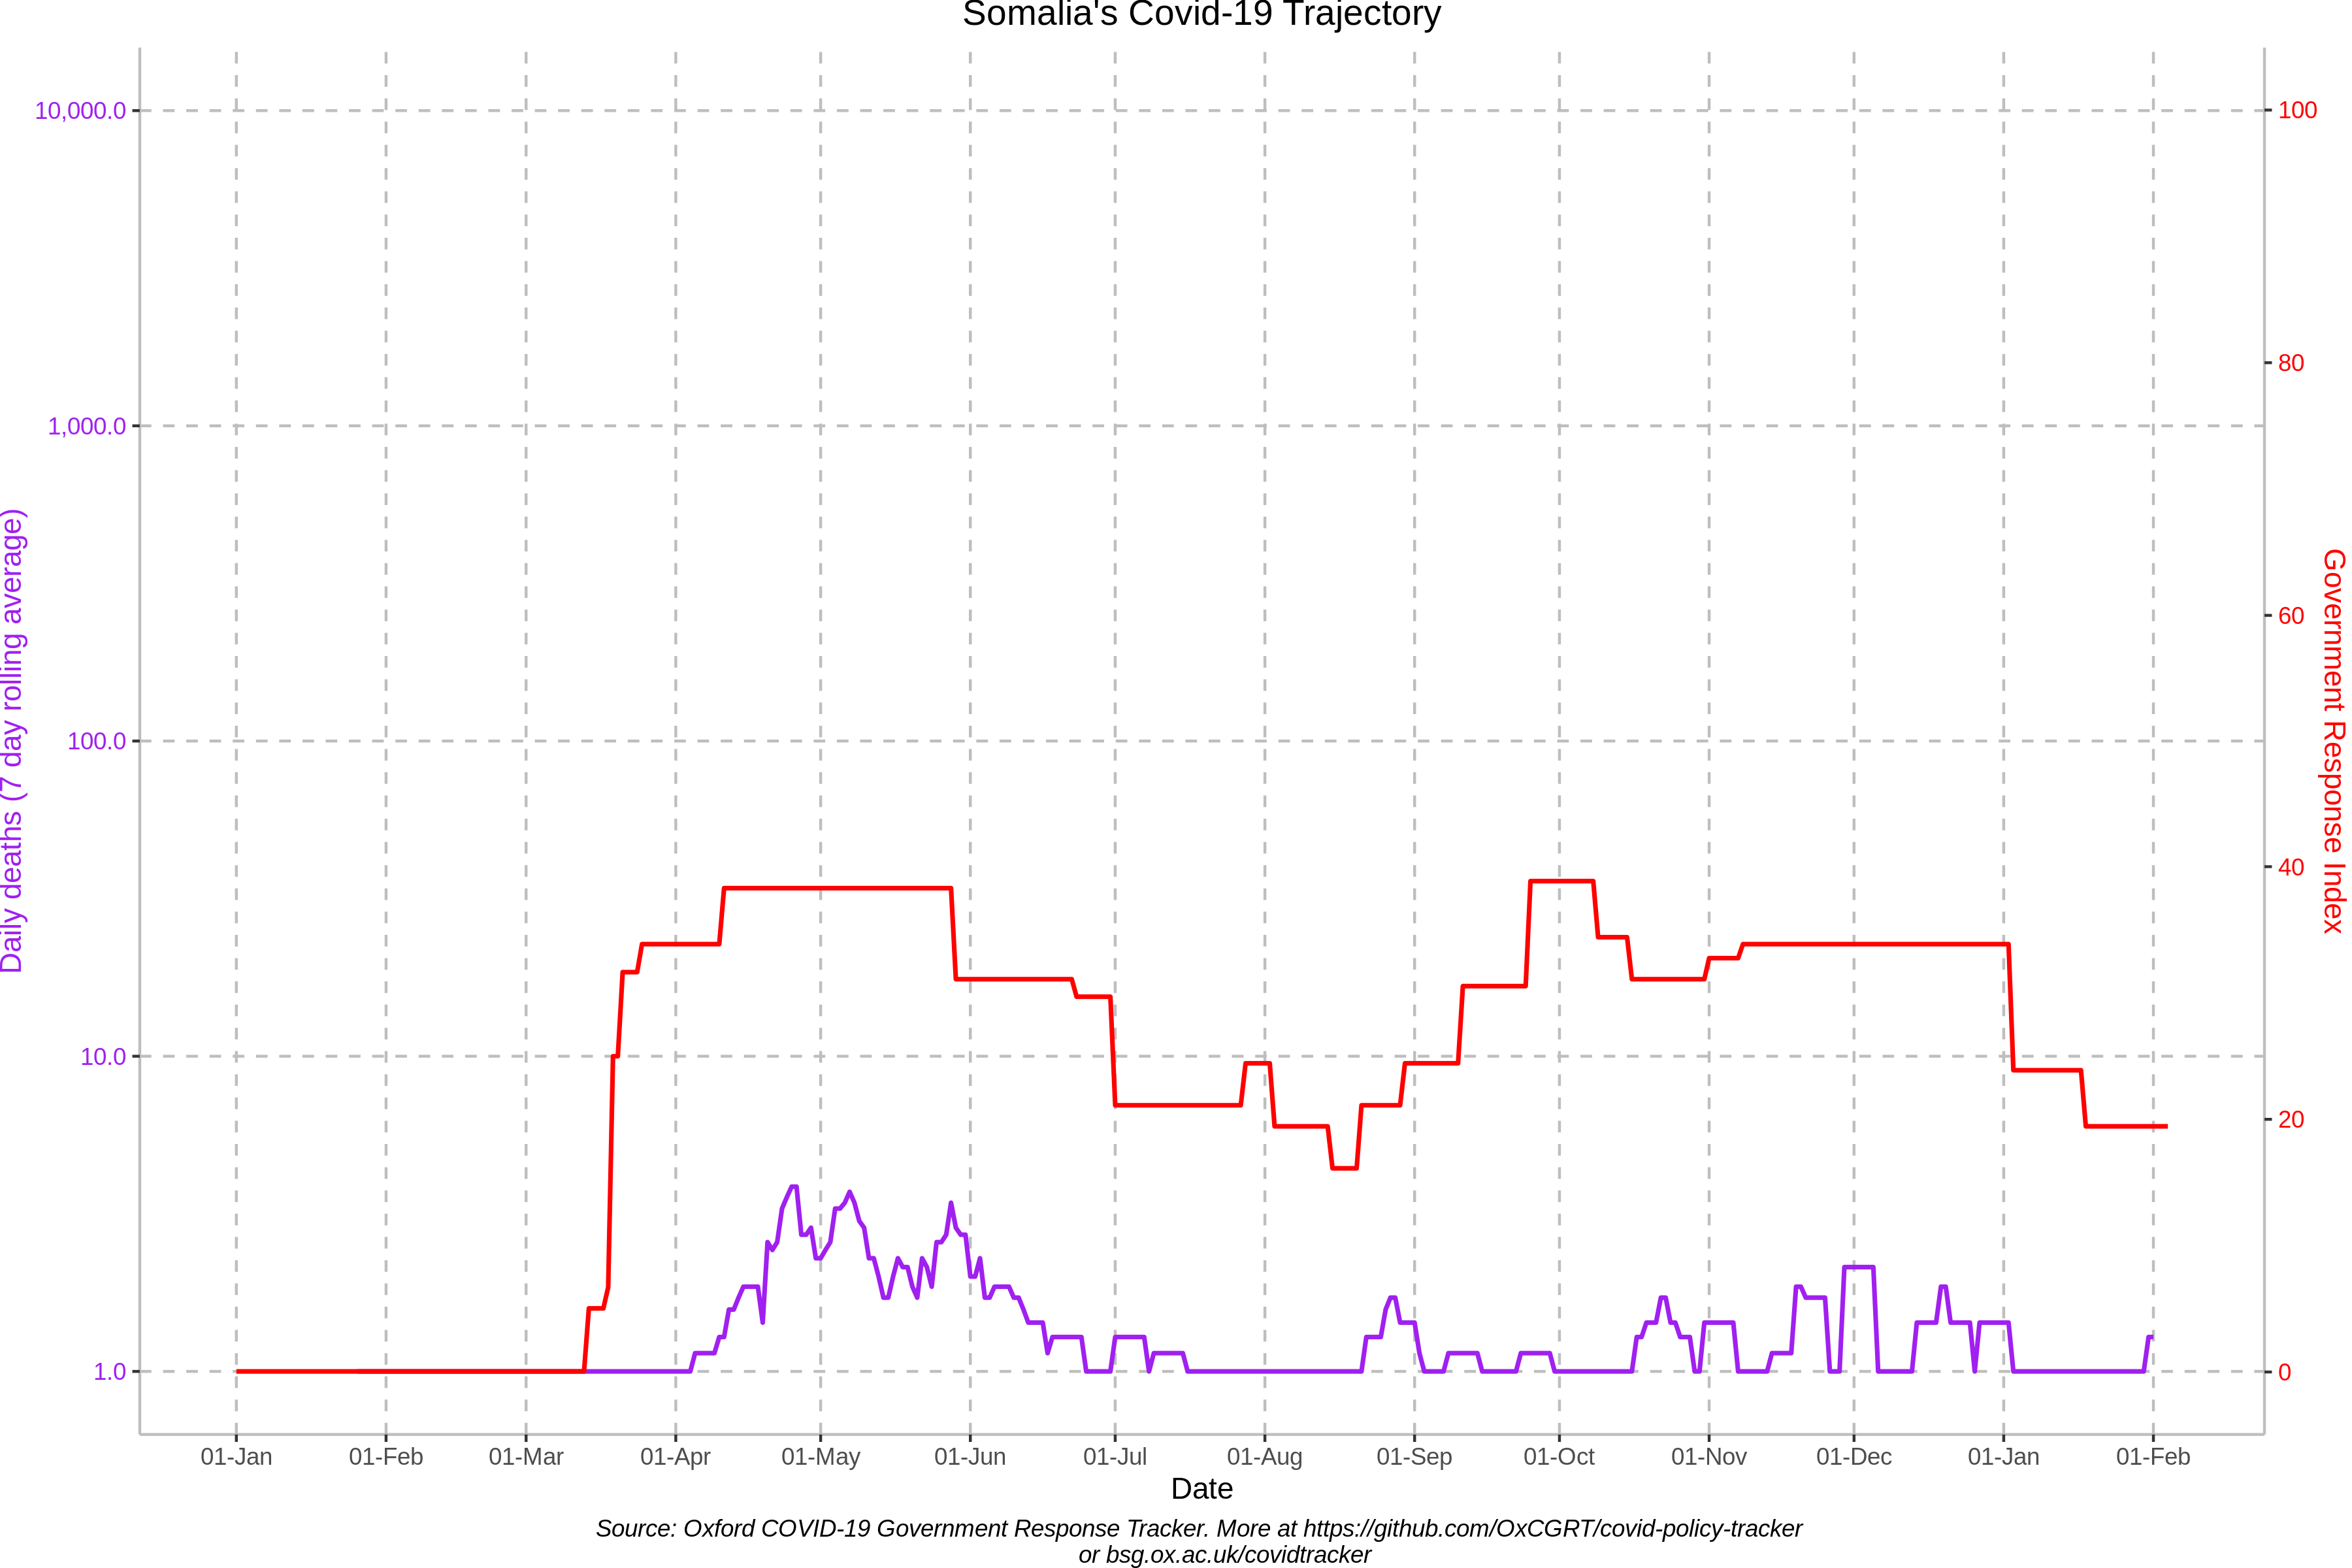 Somalia's Covid-19 Trajectory
10,000.0
1,000.0
100.0
10.0
1.0
Daily deaths (7 day rolling average)
100
80
60
40
20
0
Government Response Index
01-Jan 01-Feb 01-Mar 01-Apr 01-May 01-Jun 01-Jul 01-Aug 01-Sep 01-Oct 01-Nov 01-Dec 01-Jan 01-Feb
Date
Source: Oxford COVID-19 Government Response Tracker. More at https://github.com/OxCGRT/covid-policy-tracker
or bsg.ox.ac.uk/covidtracker